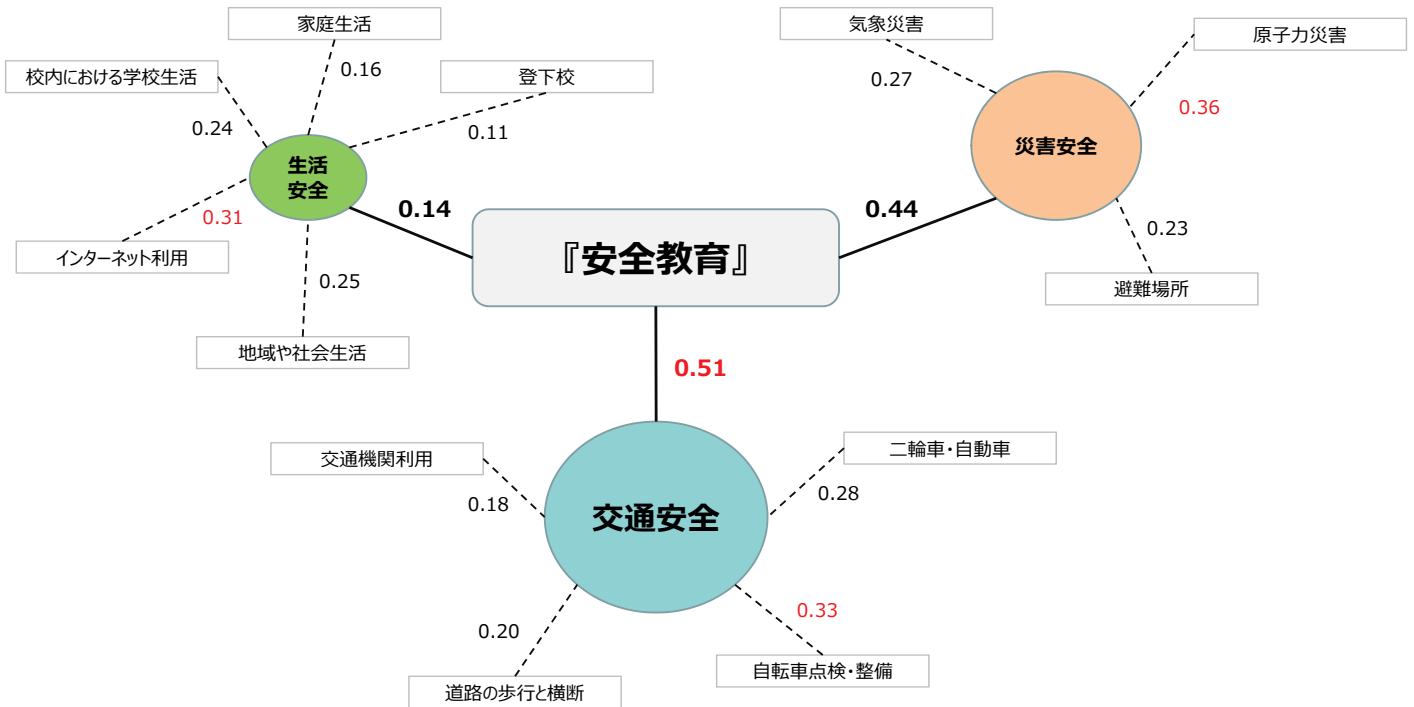 家庭生活
校内における学校生活
0.16
登下校
0.24
0.11
生活
安全
0.31
インターネット利用
0.25
地域や社会生活
0.14
『安全教育』
0.44
気象災害
原子力災害
0.27
0.36
災害安全
0.23
避難場所
0.51
交通機関利用
二輪車・自動車
0.18
0.28
交通安全
0.20
0.33
道路の歩行と横断
自転車点検・整備